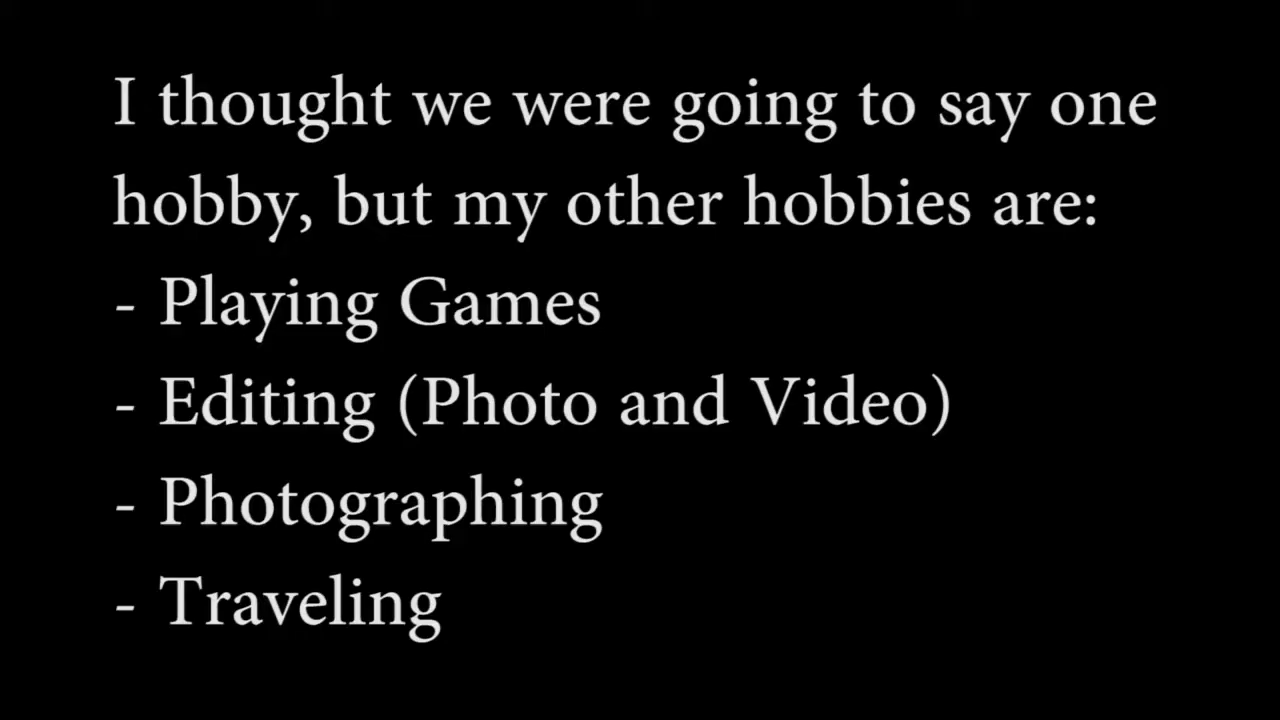 I thought we were going to say one
hobby, but my other hobbies are:
- Playing Games
- Editing (Photo and Video)
- Photographing
- Traveling